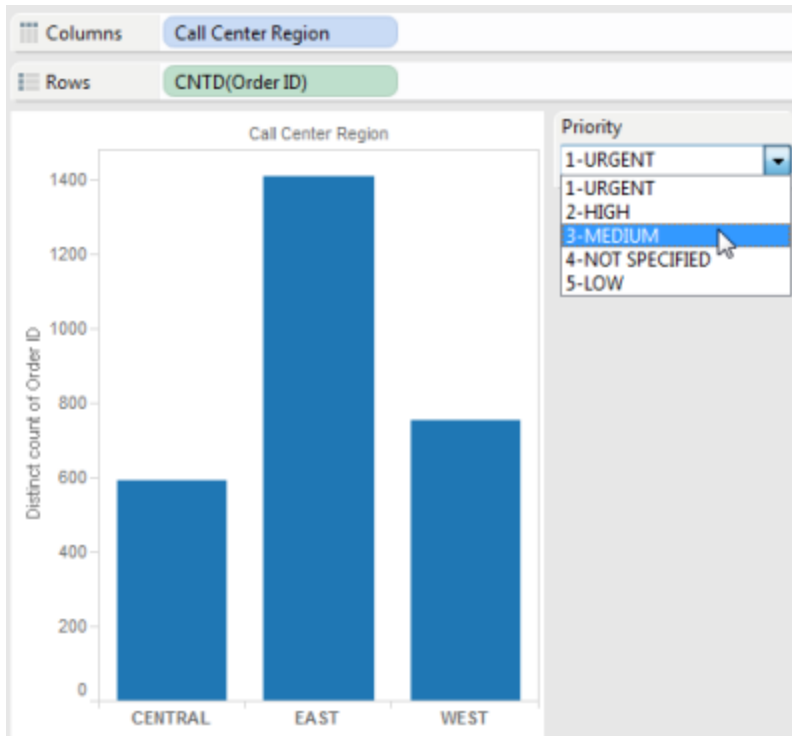 Columns
Call Center Region
Rows
CNTD(Order ID)
Call Center Region
Distinct count of Order ID
1400
1200
1000
800
600
400
200
0
CENTRAL
EAST
WEST
Priority
1-URGENT
1-URGENT
2-HIGH
3-MEDIUM
4-NOT SPECIFIED
5-LOW